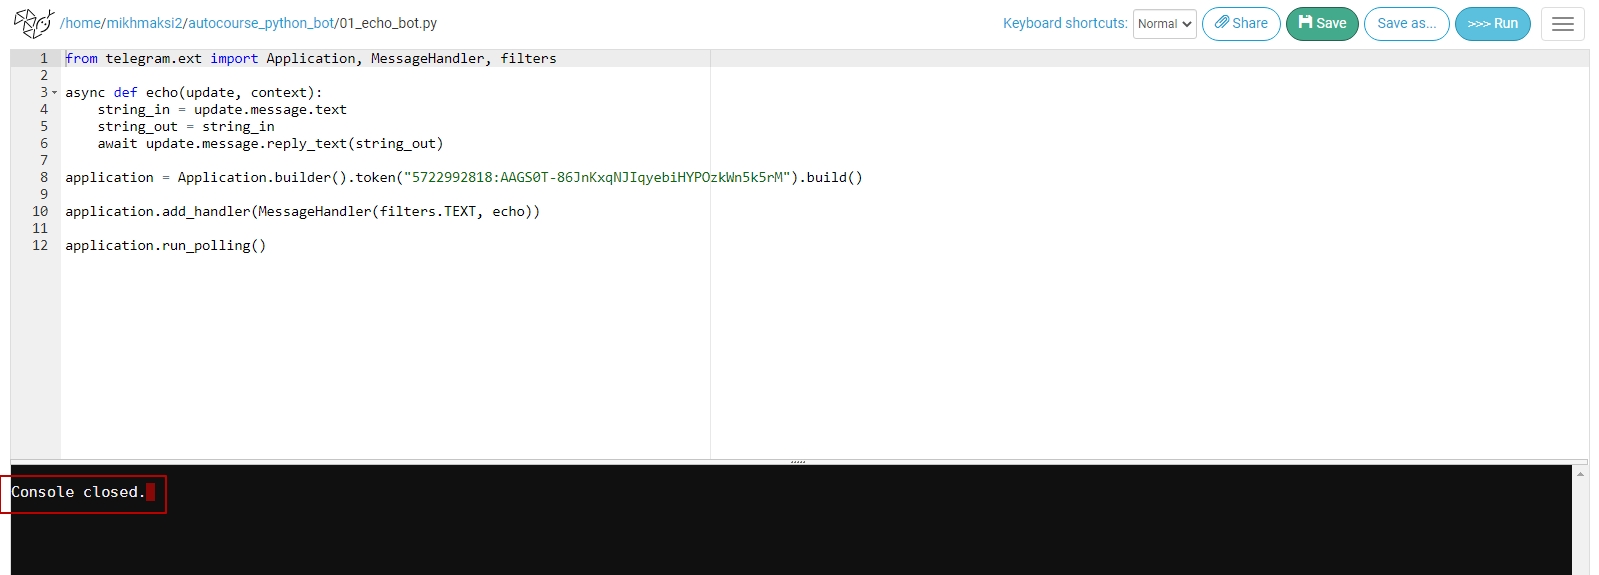 /home/mikhmaksi2/autocourse_python_bot/01_echo_bot.py
Keyboard shortcuts: Normal Share Save Save as... >>> Run
1 from telegram.ext import Application, MessageHandler, filters
2
3 async def echo(update, context):
4     string_in = update.message.text
5     string_out = string_in
6     await update.message.reply_text(string_out)
7
8 application = Application.builder().token("5722992818:AAGS0T-86JnKxqNJIqyebiHYPOzkWn5k5rM").build()
9
10 application.add_handler(MessageHandler(filters.TEXT, echo))
11
12 application.run_polling()
Console closed.